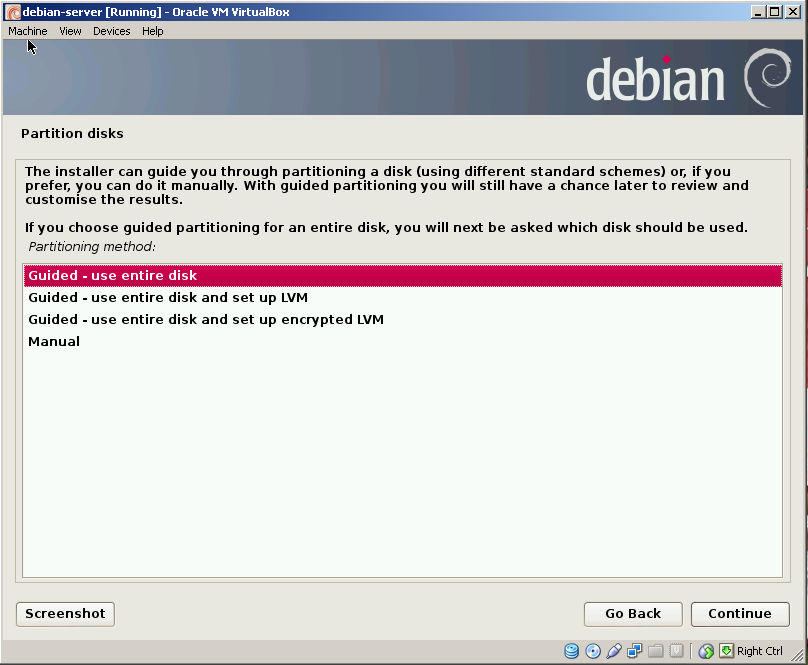 debian-server [Running] - Oracle VM VirtualBox
Machine View Devices Help
debian
Partition disks
The installer can guide you through partitioning a disk (using different standard schemes) or, if you
prefer, you can do it manually. With guided partitioning you will still have a chance later to review and
customise the results.
If you choose guided partitioning for an entire disk, you will next be asked which disk should be used.
Partitioning method:
Guided - use entire disk
Guided - use entire disk and set up LVM
Guided - use entire disk and set up encrypted LVM
Manual
Screenshot Go Back Continue
Right Ctrl